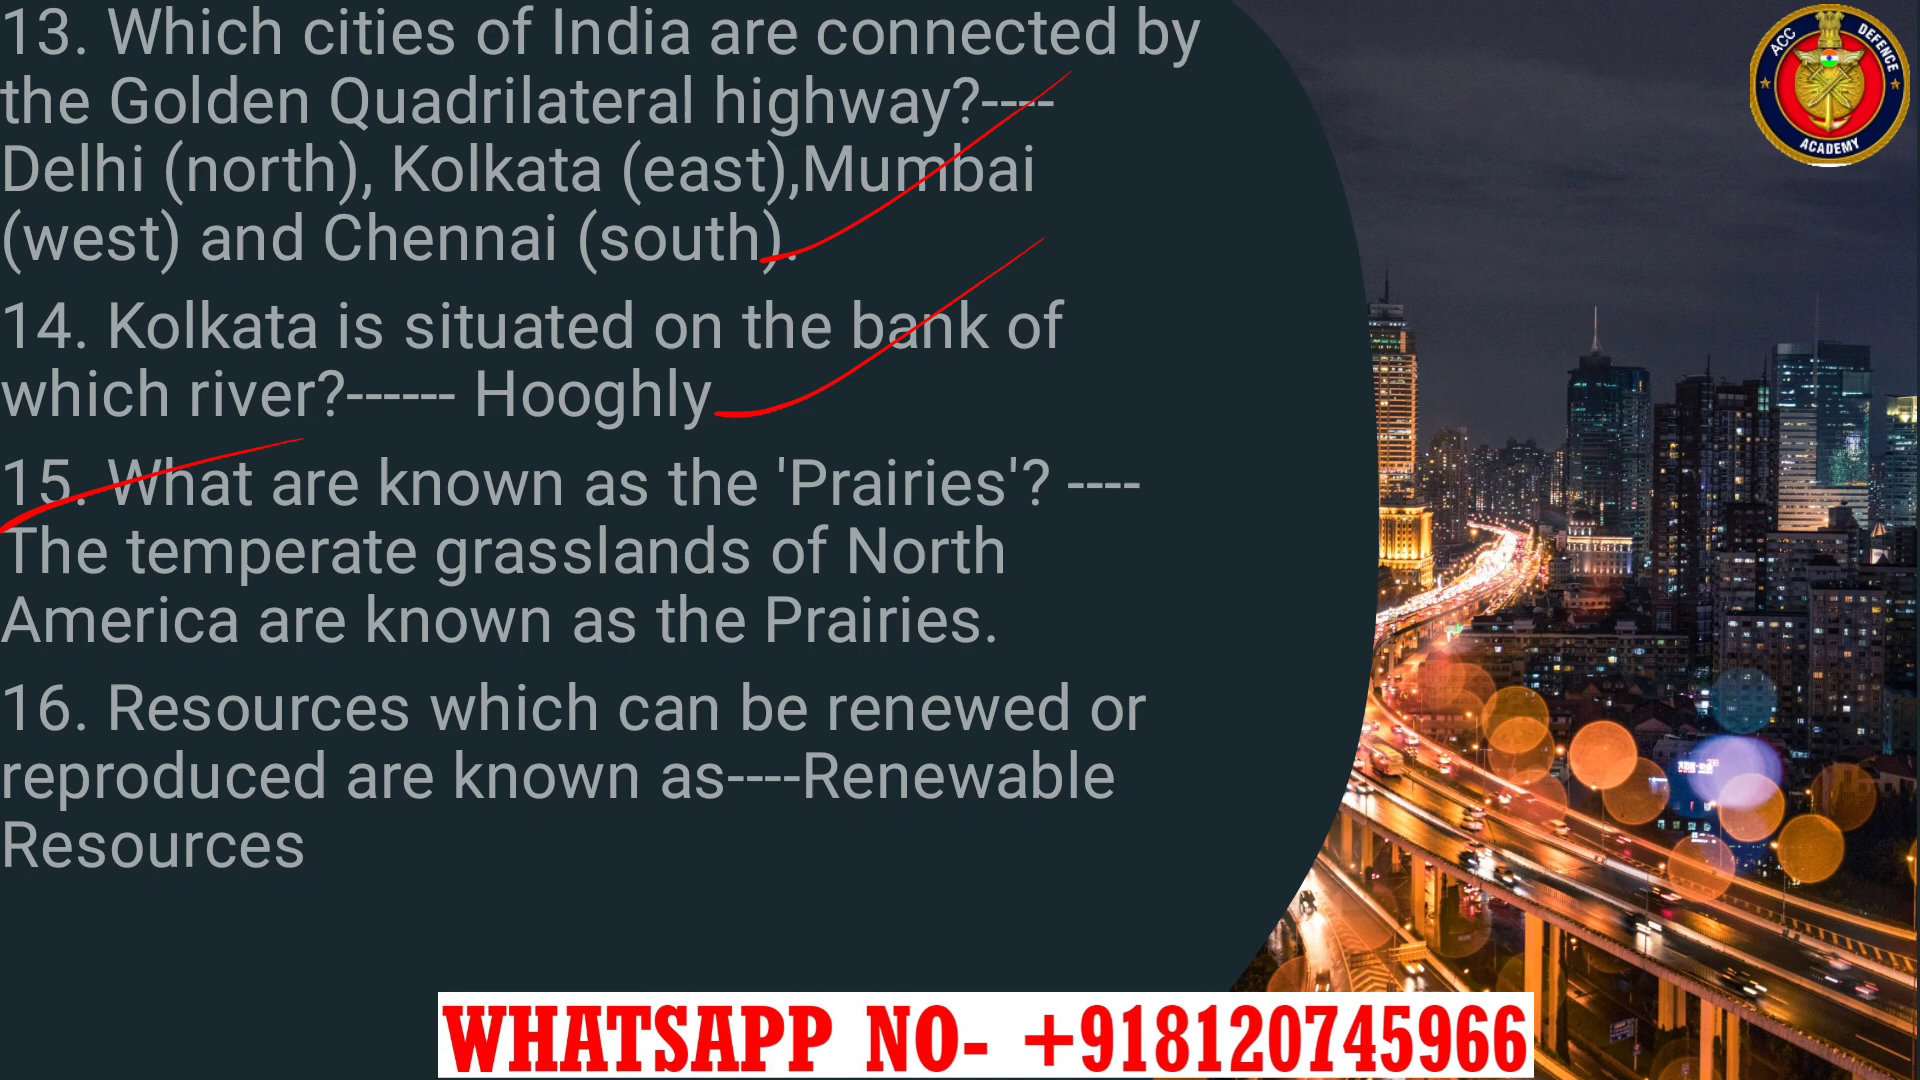 13. Which cities of India are connected by
the Golden Quadrilateral highway?----
Delhi (north), Kolkata (east),Mumbai
(west) and Chennai (south).
14. Kolkata is situated on the bank of
which river?------ Hooghly
15. What are known as the 'Prairies'? ----
The temperate grasslands of North
America are known as the Prairies.
16. Resources which can be renewed or
reproduced are known as----Renewable
Resources
ACC DEFENCE
ACADEMY
WHATSAPP NO- +918120745966